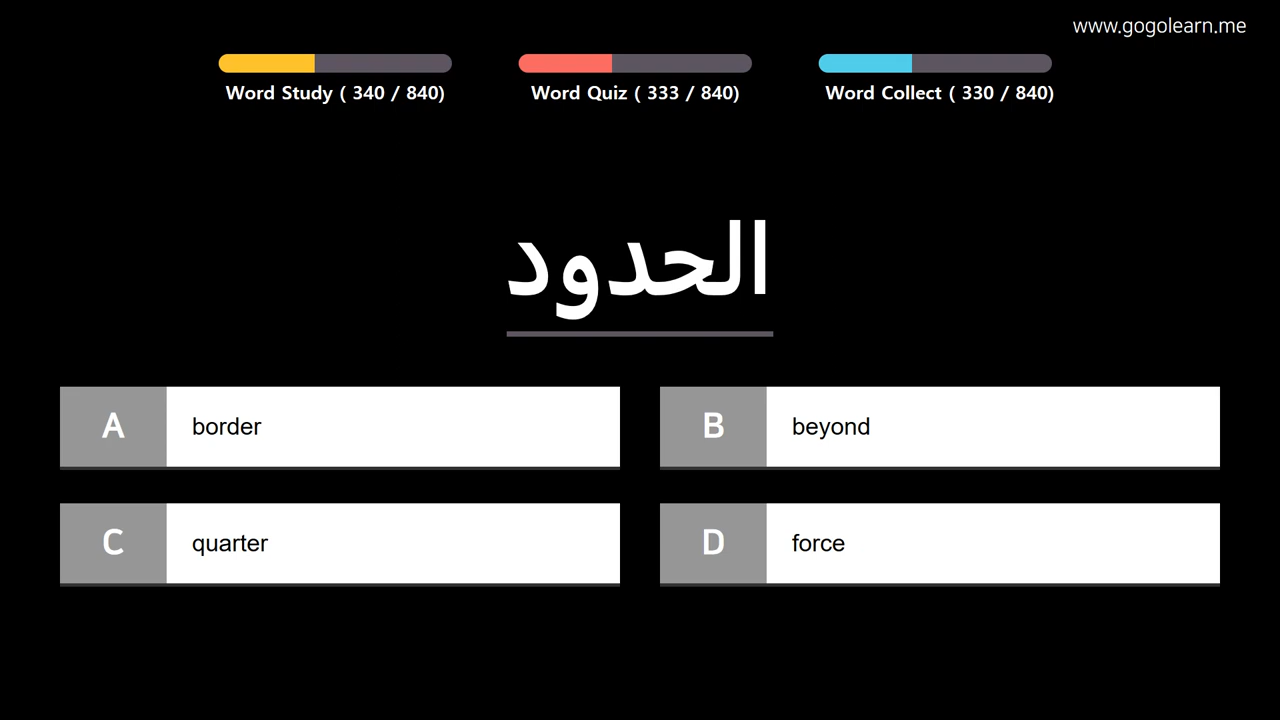 www.gogolearn.me
Word Study ( 340 / 840)
Word Quiz ( 333 / 840)
Word Collect ( 330 / 840)
الحدود
A border
B beyond
C quarter
D force